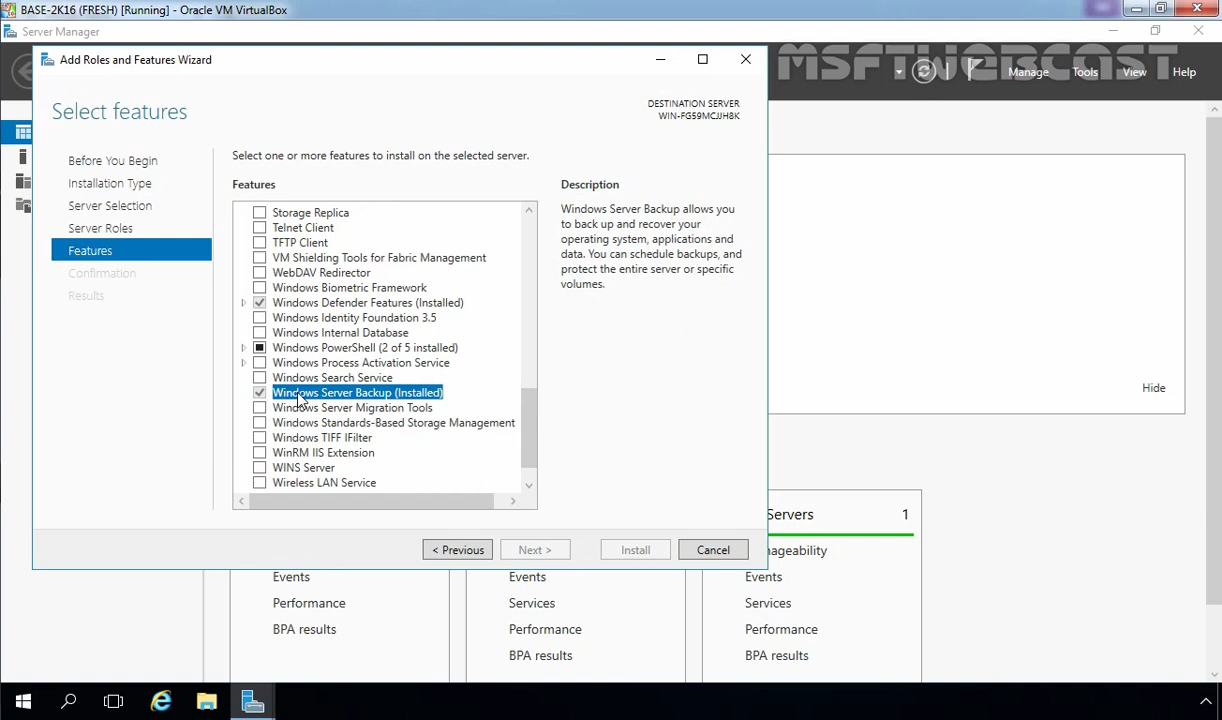 BASE-2K16 (FRESH) [Running] - Oracle VM VirtualBox
Server Manager
MSFTWEBCAST
Manage Tools View Help
Add Roles and Features Wizard
Select features
DESTINATION SERVER
WIN-FG59MCJJH8K
Before You Begin
Installation Type
Server Selection
Server Roles
Features
Confirmation
Results
Select one or more features to install on the selected server.
Features
Storage Replica
Telnet Client
TFTP Client
VM Shielding Tools for Fabric Management
WebDAV Redirector
Windows Biometric Framework
Windows Defender Features (Installed)
Windows Identity Foundation 3.5
Windows Internal Database
Windows PowerShell (2 of 5 installed)
Windows Process Activation Service
Windows Search Service
Windows Server Backup (Installed)
Windows Server Migration Tools
Windows Standards-Based Storage Management
Windows TIFF IFilter
WinRM IIS Extension
WINS Server
Wireless LAN Service
Description
Windows Server Backup allows you
to back up and recover your
operating system, applications and
data. You can schedule backups, and
protect the entire server or specific
volumes.
< Previous
Next >
Install
Cancel
Hide
Servers 1
nageability
Events
Performance
BPA results
Events
Services
Performance
BPA results
Events
Services
Performance
BPA results